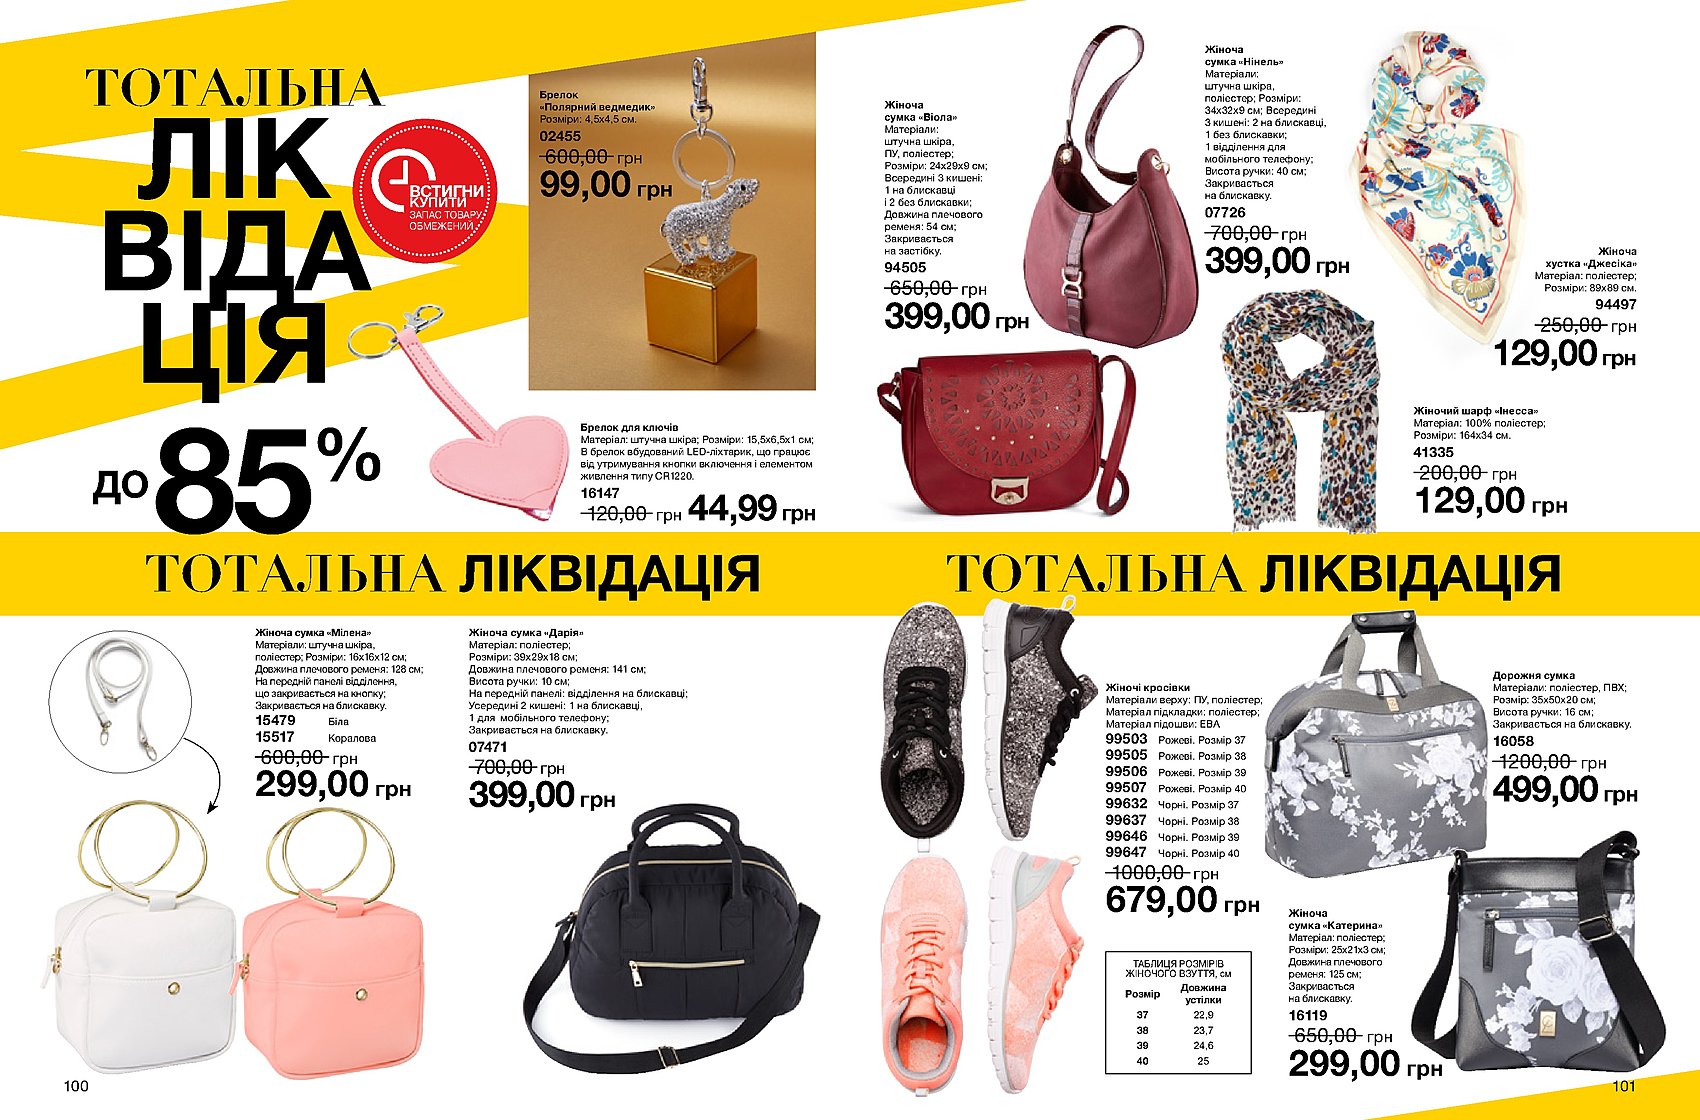 ТОТАЛЬНА
ЛІК
ВІДА
ЦІЯ
ДО 85%
ВСТИГНИ
КУПИТИ
ЗАПАС ТОВАРУ
ОБМЕЖЕНИЙ
Брелок
«Полярний ведмедик»
Розміри: 4,5х4,5 см.
02455
600,00 грн
99,00 грн
Брелок для ключів
Матеріал: штучна шкіра; Розміри: 15,5х6,5х1 см;
В брелок вбудований LED-ліхтарик, що працює
від утримування кнопки включення і елементом
живлення типу CR1220.
16147
120,00 грн 44,99 грн
Жіноча
сумка «Віола»
Матеріали:
штучна шкіра,
ПУ, поліестер;
Розміри: 24х29х9 см;
Всередині 3 кишені:
1 на блискавці
і 2 без блискавки;
Довжина плечового
ременя: 54 см;
Закривається
на застібку.
94505
650,00 грн
399,00 грн
Жіноча
сумка «Нінель»
Матеріали:
штучна шкіра,
поліестер; Розміри:
34х32х9 см; Всередині
3 кишені: 2 на блискавці,
1 без блискавки;
1 відділення для
мобільного телефону;
Висота ручки: 40 см;
Закривається
на блискавку.
07726
700,00 грн
399,00 грн
Жіноча
хустка «Джесіка»
Матеріал: поліестер;
Розміри: 89х89 см.
94497
250,00 грн
129,00 грн
Жіночий шарф «Інесса»
Матеріал: 100% поліестер;
Розміри: 164х34 см.
41335
200,00 грн
129,00 грн
ТОТАЛЬНА ЛІКВІДАЦІЯ
ТОТАЛЬНА ЛІКВІДАЦІЯ
Жіноча сумка «Мілена»
Матеріали: штучна шкіра,
поліестер; Розміри: 16х16х12 см;
Довжина плечового ременя: 128 см;
На передній панелі відділення,
що закривається на кнопку;
Закривається на блискавку.
15479 Біла
15517 Коралова
600,00 грн
299,00 грн
Жіноча сумка «Дарія»
Матеріал: поліестер;
Розміри: 39х29х18 см;
Довжина плечового ременя: 141 см;
Висота ручки: 10 см;
На передній панелі: відділення на блискавці;
Усередині 2 кишені: 1 на блискавці,
1 для мобільного телефону;
Закривається на блискавку.
07471
700,00 грн
399,00 грн
Жіночі кросівки
Матеріали верху: ПУ, поліестер;
Матеріал підкладки: поліестер;
Матеріал підошви: ЕВА
99503 Рожеві. Розмір 37
99505 Рожеві. Розмір 38
99506 Рожеві. Розмір 39
99507 Рожеві. Розмір 40
99632 Чорні. Розмір 37
99637 Чорні. Розмір 38
99646 Чорні. Розмір 39
99647 Чорні. Розмір 40
1000,00 грн
679,00 грн
ТАБЛИЦЯ РОЗМІРІВ
ЖІНОЧОГО ВЗУТТЯ, см
Розмір Довжина
устілки
37 22,9
38 23,7
39 24,6
40 25
Дорожня сумка
Матеріали: поліестер, ПВХ;
Розмір: 35х50х20 см;
Висота ручки: 16 см;
Закривається на блискавку.
16058
1200,00 грн
499,00 грн
Жіноча
сумка «Катерина»
Матеріал: поліестер;
Розміри: 25х21х3 см;
Довжина плечового
ременя: 125 см;
Закривається
на блискавку.
16119
650,00 грн
299,00 грн
100
101